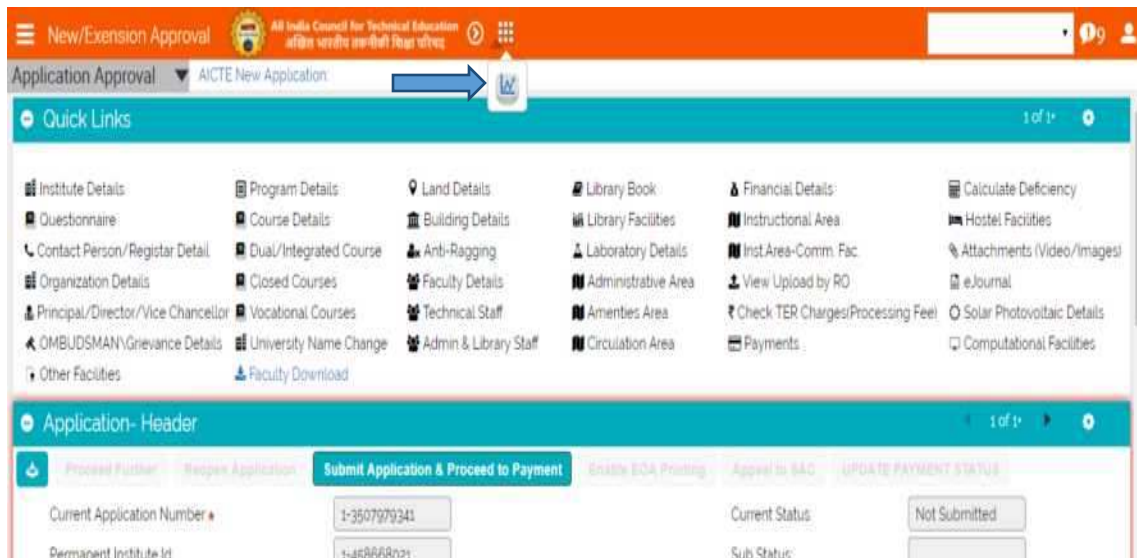 New/Exension Approval
All India Council for Technical Education
अखिल भारतीय तकनीकी शिक्षा परिषद
9
Application Approval
AICTE New Application:
Quick Links
1 of 1+
Institute Details
Program Details
Land Details
Library Book
Financial Details
Calculate Deficiency
Questionnaire
Course Details
Building Details
Library Facilities
Instructional Area
Hostel Facilities
Contact Person/Registar Detail
Dual/Integrated Course
Anti-Ragging
Laboratory Details
Inst.Area-Comm. Fac.
Attachments (Video/Images)
Organization Details
Closed Courses
Faculty Details
Administrative Area
View Upload by RO
eJournal
Principal/Director/Vice Chancellor
Vocational Courses
Technical Staff
Amenties Area
Check TER Charges(Processing Fee)
Solar Photovoltaic Details
OMBUDSMAN\Grievance Details
University Name Change
Admin & Library Staff
Circulation Area
Payments
Computational Facilities
Other Facilities
Faculty Download
Application- Header
1 of 1+
Proceed Further
Reopen Application
Submit Application & Proceed to Payment
Enable EOA Printing
Appeal to SAC
UPDATE PAYMENT STATUS
Current Application Number
1-3507979341
Current Status
Not Submitted
Permanent Institute Id
1-458668021
Sub Status: